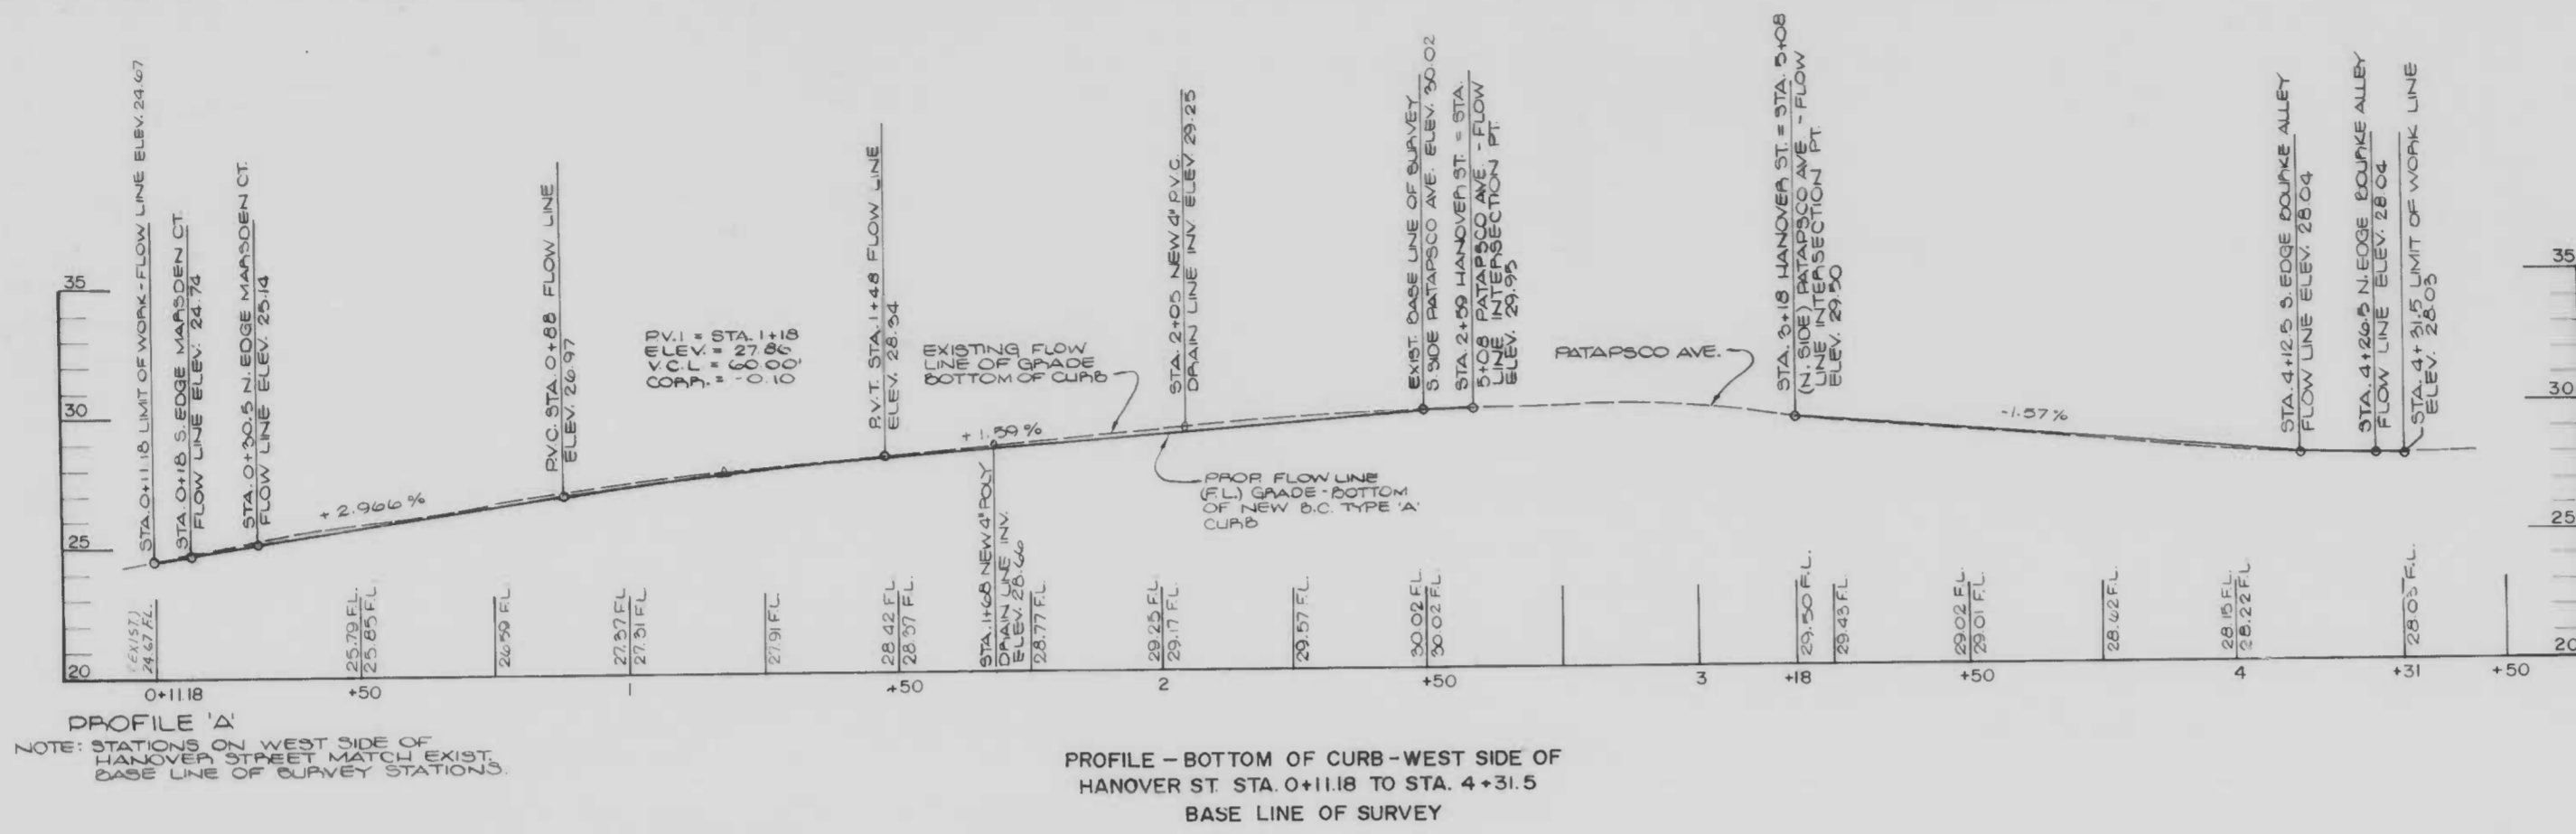 STA. 0+11.18 LIMIT OF WORK-FLOW LINE ELEV. 24.67
STA. 0+18 S. EDGE MARSDEN CT.
FLOW LINE ELEV. 24.74
STA. 0+30.5 N. EDGE MARSDEN CT.
FLOW LINE ELEV. 25.14
P.V.C. STA. 0+88 FLOW LINE
ELEV. 26.97
P.V.I = STA. 1+18
ELEV. = 27.86
V.C.L. = 60.00'
CORR. = -0.10
P.V.T. STA. 1+48 FLOW LINE
ELEV. 28.34
EXISTING FLOW
LINE OF GRADE
BOTTOM OF CURB
STA. 2+05 NEW 4" P.V.C.
DRAIN LINE INV. ELEV 29.25
EXIST. BASE LINE OF SURVEY
S. SIDE PATAPSCO AVE. ELEV. 30.02
STA. 2+59 HANOVER ST. = STA.
5+08 PATAPSCO AVE. - FLOW
LINE INTERSECTION PT.
ELEV. 29.95
PATAPSCO AVE.
STA. 3+18 HANOVER ST. = STA. 5+08
(N. SIDE) PATAPSCO AVE. - FLOW
LINE INTERSECTION PT.
ELEV. 29.50
STA. 4+12.5 S. EDGE BOURKE ALLEY
FLOW LINE ELEV. 28.04
STA. 4+26.5 N. EDGE BOURKE ALLEY
FLOW LINE ELEV. 28.04
STA. 4+31.5 LIMIT OF WORK LINE
ELEV. 28.03
+2.966%
+1.39%
-1.57%
PROP. FLOW LINE
(F.L.) GRADE-BOTTOM
OF NEW B.C. TYPE 'A'
CURB
STA. 1+68 NEW 4" POLY
DRAIN LINE INV.
ELEV. 28.66
35
30
25
20
35
30
25
20
(EXIST.)
24.67 F.L.
25.79 F.L.
25.85 F.L.
26.59 F.L.
27.37 F.L.
27.31 F.L.
27.91 F.L.
28.42 F.L.
28.37 F.L.
28.77 F.L.
29.25 F.L.
29.17 F.L.
29.57 F.L.
30.02 F.L.
30.02 F.L.
29.50 F.L.
29.43 F.L.
29.02 F.L.
29.01 F.L.
28.62 F.L.
28.15 F.L.
28.22 F.L.
28.03 F.L.
0+11.18 +50 1 +50 2 +50 3 +18 +50 4 +31 +50
PROFILE 'A'
NOTE: STATIONS ON WEST SIDE OF
HANOVER STREET MATCH EXIST.
BASE LINE OF SURVEY STATIONS.
PROFILE - BOTTOM OF CURB - WEST SIDE OF
HANOVER ST. STA. 0+11.18 TO STA. 4+31.5
BASE LINE OF SURVEY